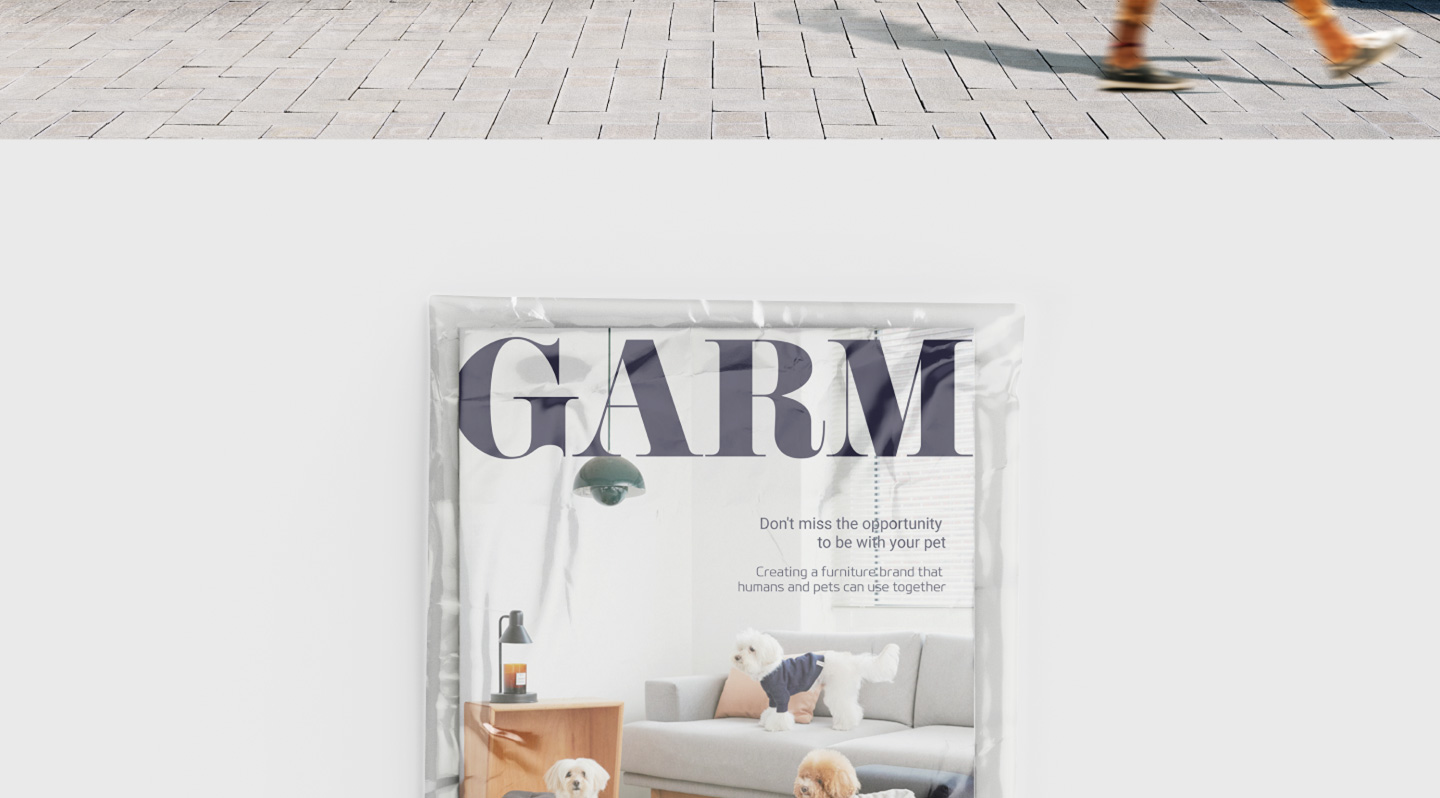 GARM
Don't miss the opportunity
to be with your pet
Creating a furniture brand that
humans and pets can use together